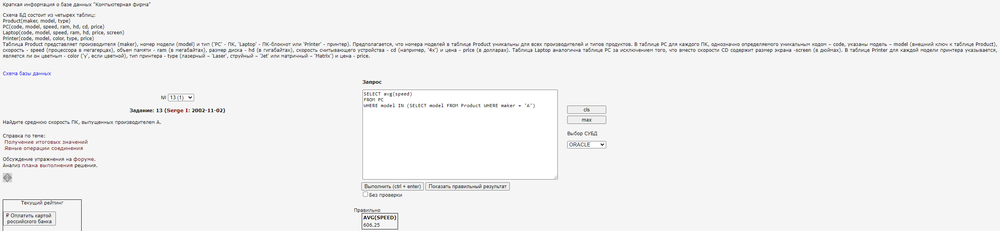 Краткая информация о базе данных "Компьютерная фирма"
Схема БД состоит из четырех таблиц:
Product(maker, model, type)
PC(code, model, speed, ram, hd, cd, price)
Laptop(code, model, speed, ram, hd, price, screen)
Printer(code, model, color, type, price)
Таблица Product представляет производителя (maker), номер модели (model) и тип ('PC' - ПК, 'Laptop' - ПК-блокнот или 'Printer' - принтер). Предполагается, что номера моделей в таблице Product уникальны для всех производителей и типов продуктов. В таблице PC для каждого ПК, однозначно определяемого уникальным кодом – code, указаны модель – model (внешний ключ к таблице Product),
скорость - speed (процессора в мегагерцах), объем памяти - ram (в мегабайтах), размер диска - hd (в гигабайтах), скорость считывающего устройства - cd (например, '4x') и цена - price (в долларах). Таблица Laptop аналогична таблице РС за исключением того, что вместо скорости CD содержит размер экрана -screen (в дюймах). В таблице Printer для каждой модели принтера указывается,
является ли он цветным - color ('y', если цветной), тип принтера - type (лазерный – 'Laser', струйный – 'Jet' или матричный – 'Matrix') и цена - price.
Схема базы данных
№ 13 (1)
Задание: 13 (Serge I: 2002-11-02)
Найдите среднюю скорость ПК, выпущенных производителем A.
Справка по теме:
Получение итоговых значений
Явные операции соединения
Обсуждение упражнения на форуме.
Анализ плана выполнения решения.
Текущий рейтинг
₽ Оплатить картой
российского банка
Запрос
SELECT avg(speed)
FROM PC
WHERE model IN (SELECT model FROM Product WHERE maker = 'A')
cls
max
Выбор СУБД
ORACLE
Выполнить (ctrl + enter) Показать правильный результат
Без проверки
Правильно
AVG(SPEED)
606.25